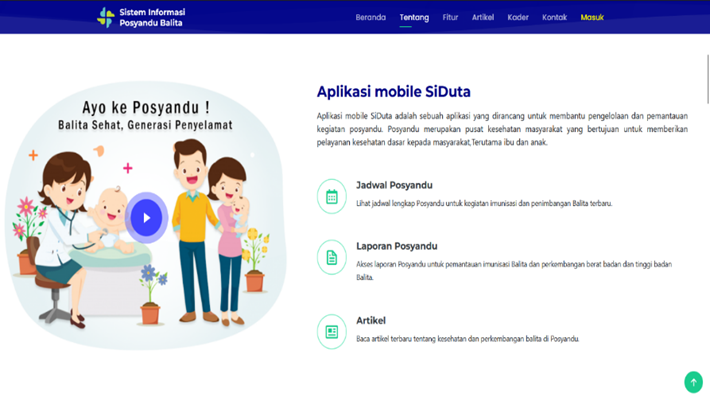 Sistem Informasi
Posyandu Balita
Beranda Tentang Fitur Artikel Kader Kontak Masuk
Ayo ke Posyandu !
Balita Sehat, Generasi Penyelamat
Aplikasi mobile SiDuta
Aplikasi mobile SiDuta adalah sebuah aplikasi yang dirancang untuk membantu pengelolaan dan pemantauan
kegiatan posyandu. Posyandu merupakan pusat kesehatan masyarakat yang bertujuan untuk memberikan
pelayanan kesehatan dasar kepada masyarakat,Terutama ibu dan anak.
Jadwal Posyandu
Lihat jadwal lengkap Posyandu untuk kegiatan imunisasi dan penimbangan Balita terbaru.
Laporan Posyandu
Akses laporan Posyandu untuk pemantauan imunisasi Balita dan perkembangan berat badan dan tinggi badan
Balita.
Artikel
Baca artikel terbaru tentang kesehatan dan perkembangan balita di Posyandu.